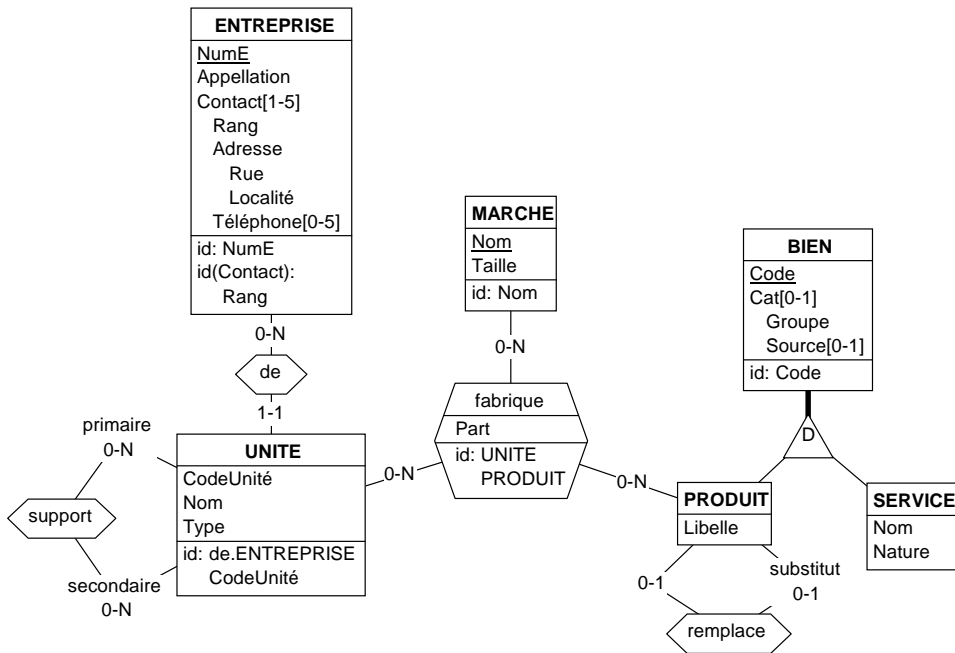 ENTREPRISE
NumE
Appellation
Contact[1-5]
Rang
Adresse
Rue
Localité
Téléphone[0-5]
id: NumE
id(Contact):
Rang
0-N
de
1-1
primaire
0-N
support
secondaire
0-N
UNITE
CodeUnité
Nom
Type
id: de.ENTREPRISE
CodeUnité
0-N
MARCHE
Nom
Taille
id: Nom
0-N
fabrique
Part
id: UNITE
PRODUIT
0-N
BIEN
Code
Cat[0-1]
Groupe
Source[0-1]
id: Code
D
PRODUIT
Libelle
SERVICE
Nom
Nature
0-1
substitut
0-1
remplace